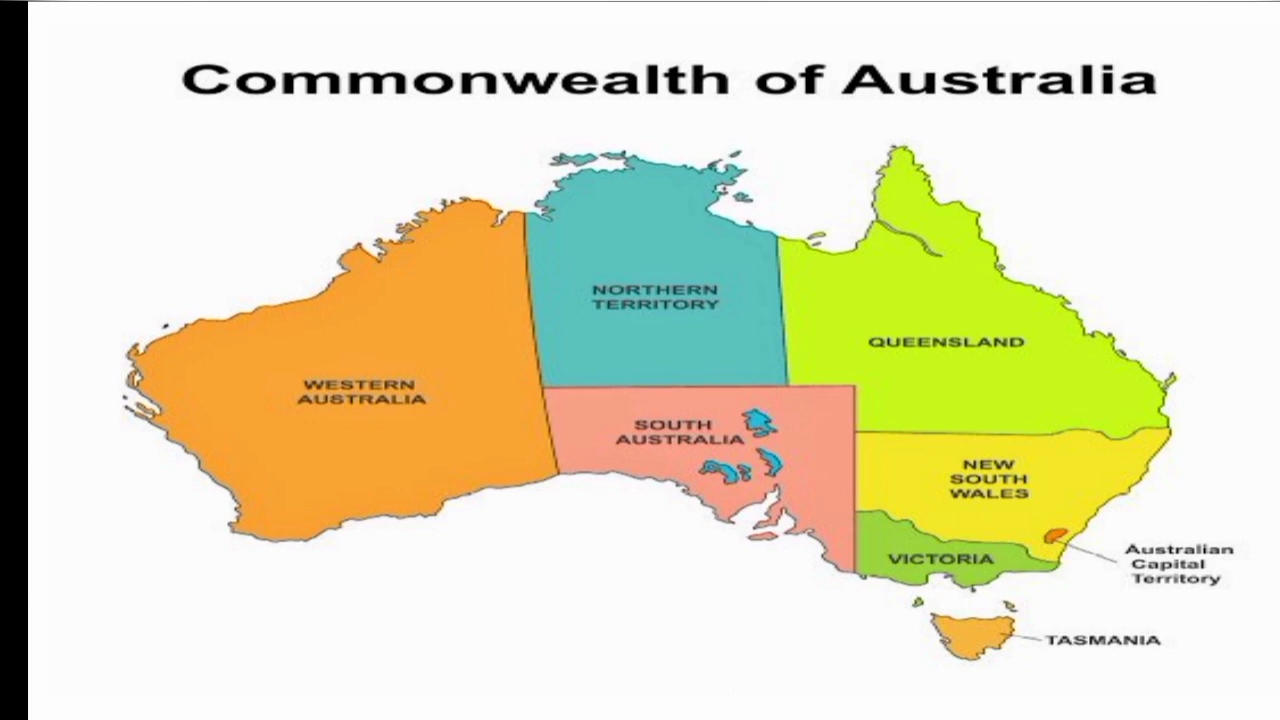 Commonwealth of Australia
NORTHERN
TERRITORY
QUEENSLAND
WESTERN
AUSTRALIA
SOUTH
AUSTRALIA
NEW
SOUTH
WALES
Australian
Capital
Territory
VICTORIA
TASMANIA